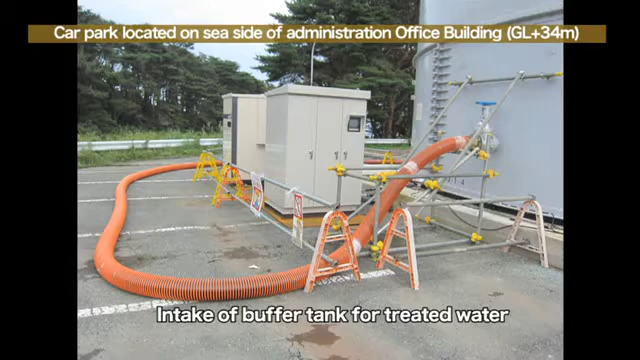 Car park located on sea side of administration Office Building (GL+34m)
Intake of buffer tank for treated water